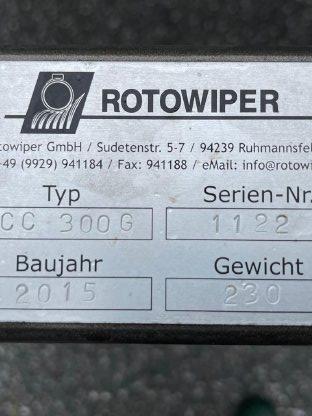 ROTOWIPER
towiper GmbH / Sudetenstr. 5-7 / 94239 Ruhmannsfel
49 (9929) 941184 / Fax: 941188 / eMail: info@rotowi
Typ Serien-Nr.
CC 300G 1122
Baujahr Gewicht
2015 230